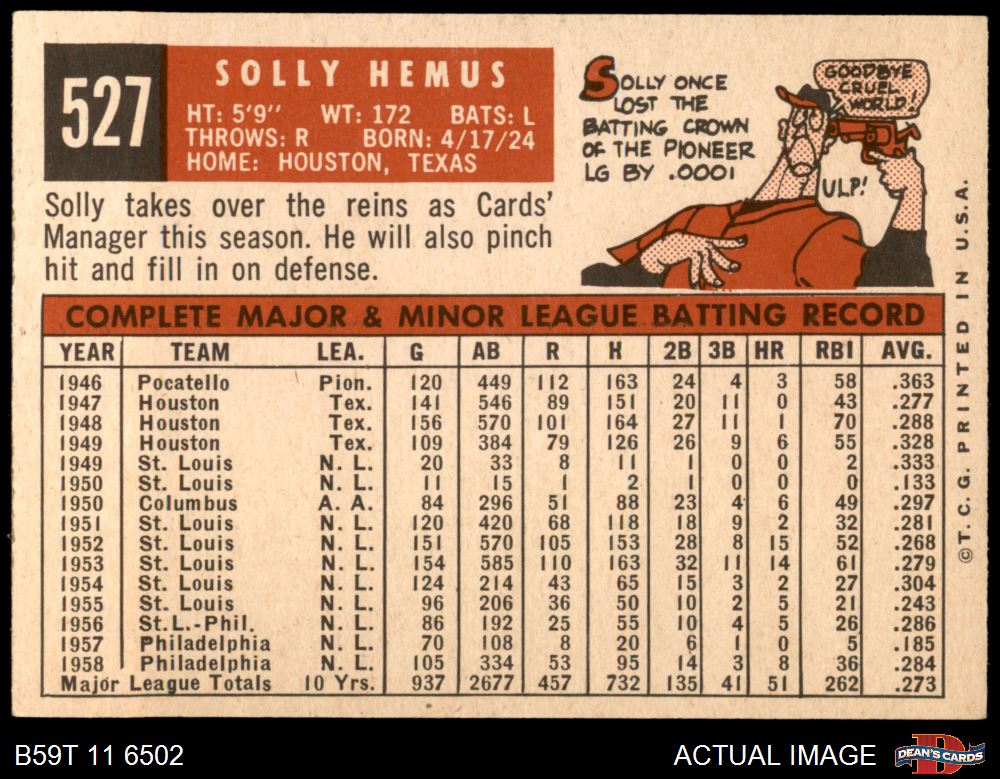 527
SOLLY HEMUS
HT: 5'9'' WT: 172 BATS: L
THROWS: R BORN: 4/17/24
HOME: HOUSTON, TEXAS
Solly takes over the reins as Cards'
Manager this season. He will also pinch
hit and fill in on defense.
SOLLY ONCE
LOST THE
BATTING CROWN
OF THE PIONEER
LG BY .0001
GOODBYE
CRUEL
WORLD!
ULP!
COMPLETE MAJOR & MINOR LEAGUE BATTING RECORD
YEAR TEAM LEA. G AB R H 2B 3B HR RBI AVG.
1946 Pocatello Pion. 120 449 112 163 24 4 3 58 .363
1947 Houston Tex. 141 546 89 151 20 11 0 43 .277
1948 Houston Tex. 156 570 101 164 27 11 1 70 .288
1949 Houston Tex. 109 384 79 126 26 9 6 55 .328
1949 St. Louis N. L. 20 33 8 11 1 0 0 2 .333
1950 St. Louis N. L. 11 15 1 2 1 0 0 0 .133
1950 Columbus A. A. 84 296 51 88 23 4 6 49 .297
1951 St. Louis N. L. 120 420 68 118 18 9 2 32 .281
1952 St. Louis N. L. 151 570 105 153 28 8 15 52 .268
1953 St. Louis N. L. 154 585 110 163 32 11 14 61 .279
1954 St. Louis N. L. 124 214 43 65 15 3 2 27 .304
1955 St. Louis N. L. 96 206 36 50 10 2 5 21 .243
1956 St.L.-Phil. N. L. 86 192 25 55 10 4 5 26 .286
1957 Philadelphia N. L. 70 108 8 20 6 1 0 5 .185
1958 Philadelphia N. L. 105 334 53 95 14 3 8 36 .284
Major League Totals 10 Yrs. 937 2677 457 732 135 41 51 262 .273
©T.C.G. PRINTED IN U.S.A.
B59T 11 6502
ACTUAL IMAGE
DEAN'S CARDS